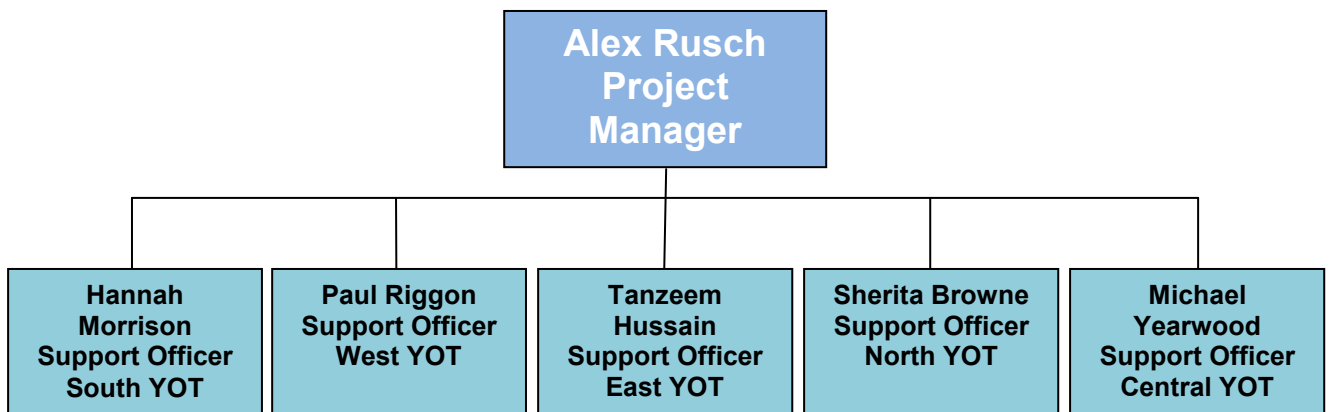 Alex Rusch
Project
Manager
Hannah
Morrison
Support Officer
South YOT
Paul Riggon
Support Officer
West YOT
Tanzeem
Hussain
Support Officer
East YOT
Sherita Browne
Support Officer
North YOT
Michael
Yearwood
Support Officer
Central YOT